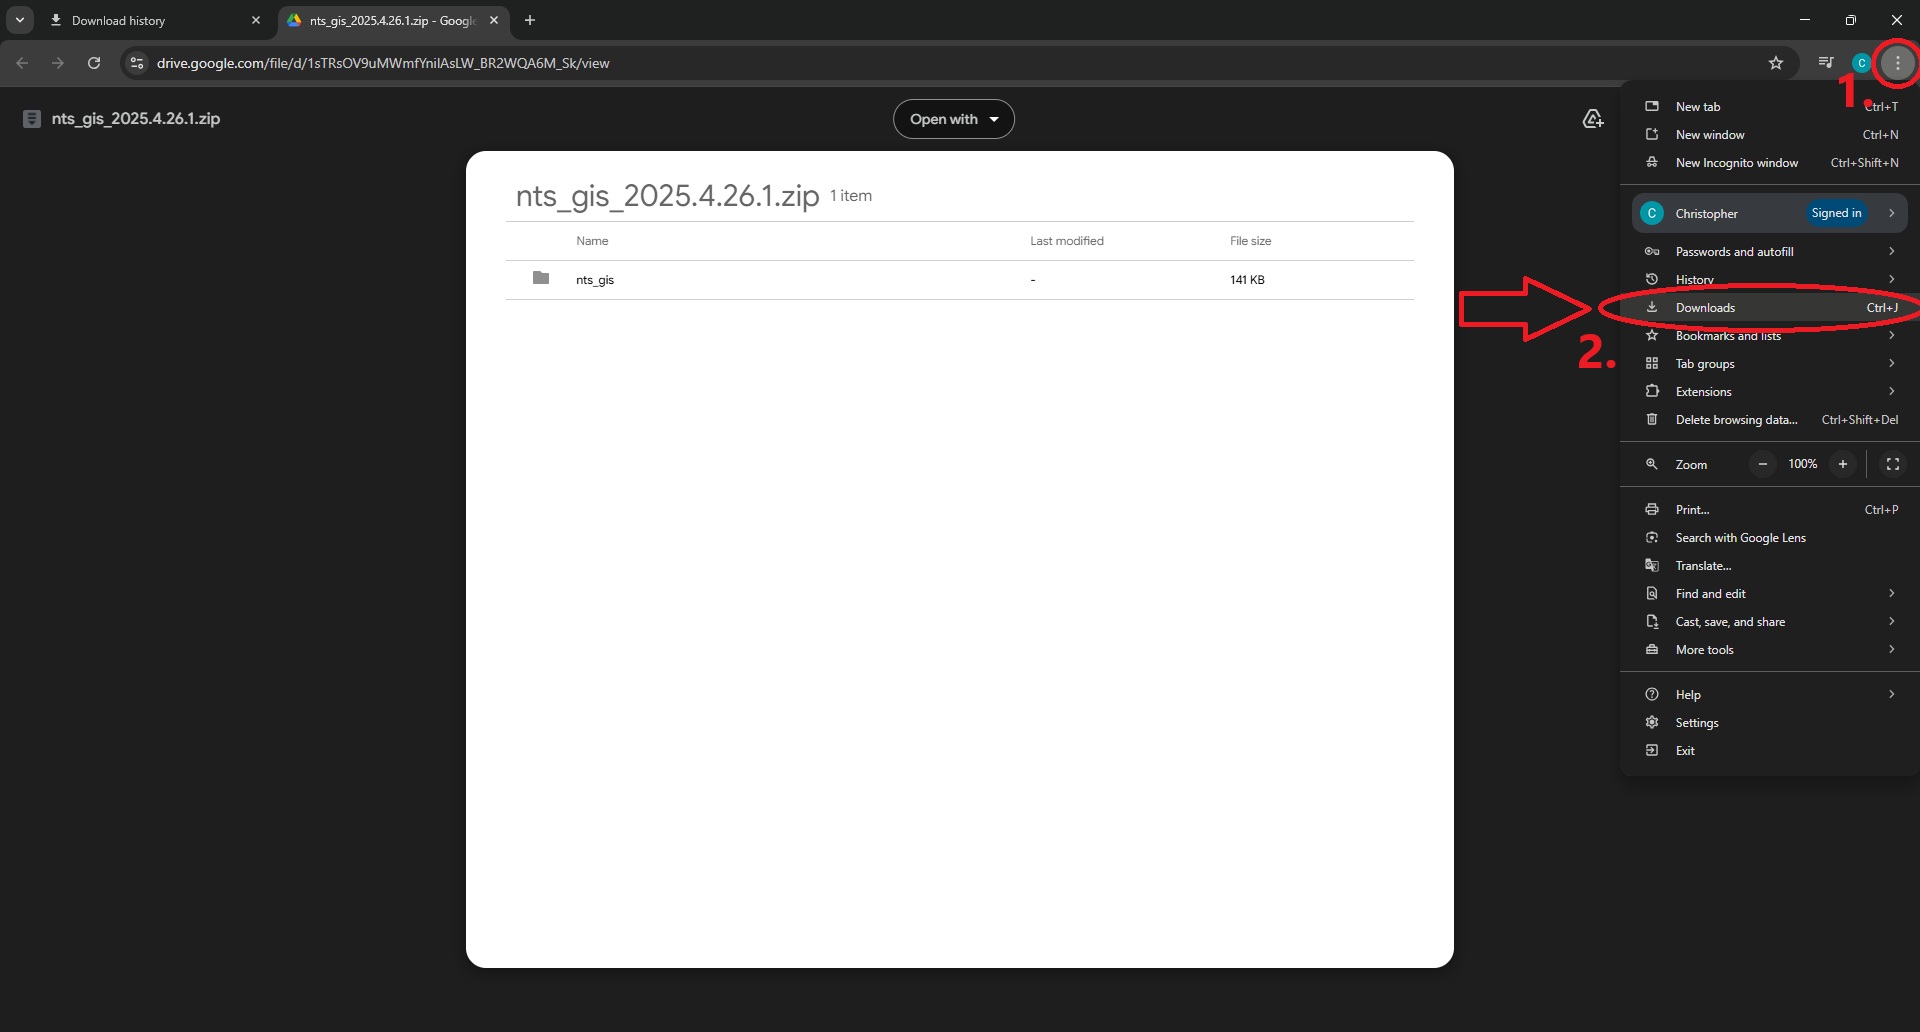 Download history
nts_gis_2025.4.26.1.zip - Google
drive.google.com/file/d/1sTRsOV9uMWmfYnilAsLW_BR2WQA6M_Sk/view
C
1.
nts_gis_2025.4.26.1.zip
Open with
nts_gis_2025.4.26.1.zip 1 item
Name Last modified File size
nts_gis - 141 KB
2.
New tab Ctrl+T
New window Ctrl+N
New Incognito window Ctrl+Shift+N
C Christopher Signed in
Passwords and autofill
History
Downloads Ctrl+J
Bookmarks and lists
Tab groups
Extensions
Delete browsing data... Ctrl+Shift+Del
Zoom − 100% +
Print... Ctrl+P
Search with Google Lens
Translate...
Find and edit
Cast, save, and share
More tools
Help
Settings
Exit